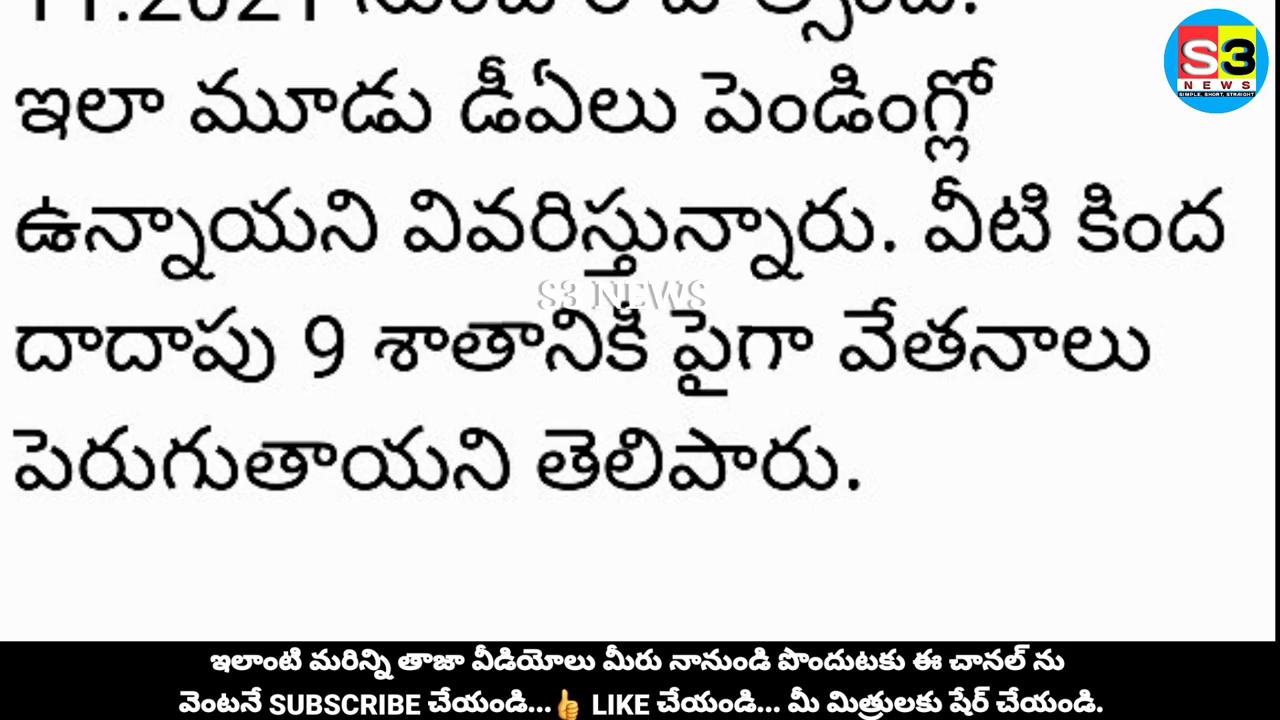 S3
NEWS
SIMPLE, SHORT, STRAIGHT
ఇలా మూడు డీఏలు పెండింగ్లో
ఉన్నాయని వివరిస్తున్నారు. వీటి కింద
S3 NEWS
దాదాపు 9 శాతానికి పైగా వేతనాలు
పెరుగుతాయని తెలిపారు.
ఇలాంటి మరిన్ని తాజా వీడియోలు మీరు నానుండి పొందుటకు ఈ చానల్ ను
వెంటనే SUBSCRIBE చేయండి...👍 LIKE చేయండి... మీ మిత్రులకు షేర్ చేయండి.